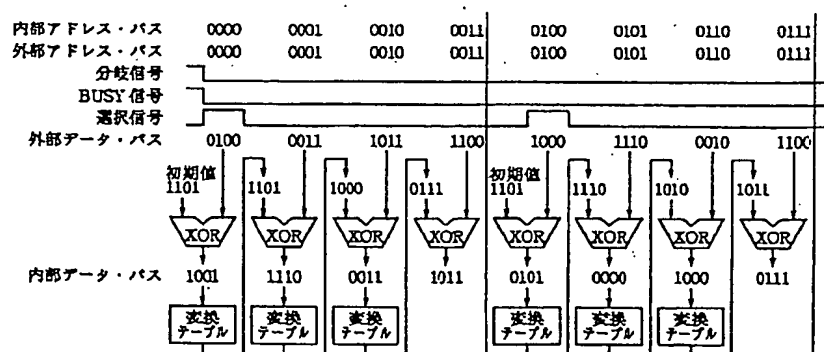 内部アドレス・バス 0000 0001 0010 0011 0100 0101 0110 0111
外部アドレス・バス 0000 0001 0010 0011 0100 0101 0110 0111
分岐信号
BUSY信号
選択信号
外部データ・バス 0100 0011 1011 1100 1000 1110 0010 1100
初期値 初期値
1101 1101 1000 0111 1101 1110 1010 1011
XOR XOR XOR XOR XOR XOR XOR XOR
内部データ・バス 1001 1110 0011 1011 0101 0000 1000 0111
変換 変換 変換 変換 変換 変換
テーブル テーブル テーブル テーブル テーブル テーブル